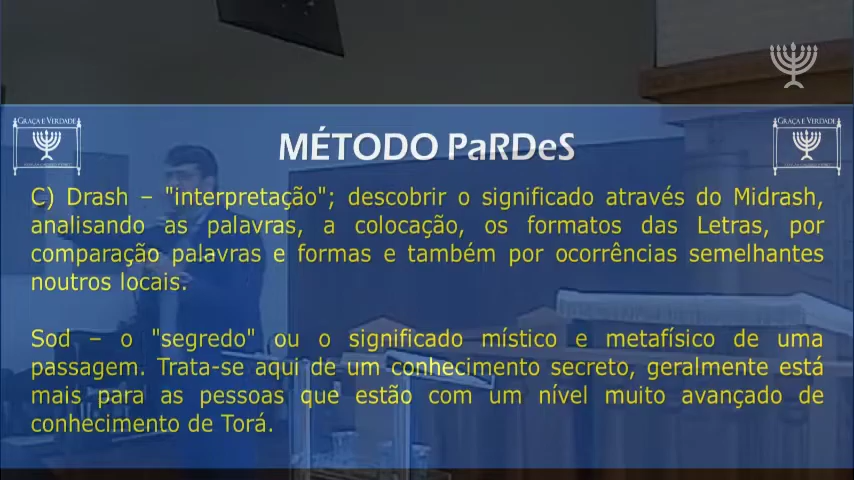 GRAÇA E VERDADE
GRAÇA E VERDADE
MÉTODO PaRDeS
C) Drash – "interpretação"; descobrir o significado através do Midrash,
analisando as palavras, a colocação, os formatos das Letras, por
comparação palavras e formas e também por ocorrências semelhantes
noutros locais.
Sod – o "segredo" ou o significado místico e metafísico de uma
passagem. Trata-se aqui de um conhecimento secreto, geralmente está
mais para as pessoas que estão com um nível muito avançado de
conhecimento de Torá.